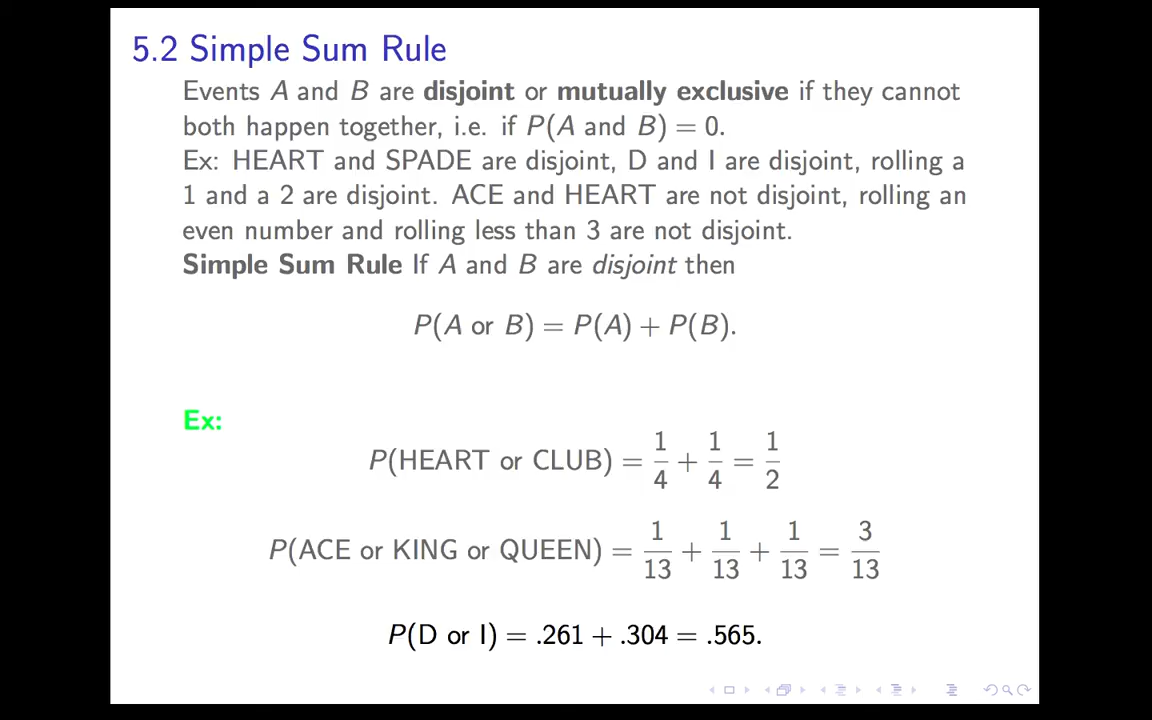 5.2 Simple Sum Rule
Events A and B are disjoint or mutually exclusive if they cannot
both happen together, i.e. if P(A and B) = 0.
Ex: HEART and SPADE are disjoint, D and I are disjoint, rolling a
1 and a 2 are disjoint. ACE and HEART are not disjoint, rolling an
even number and rolling less than 3 are not disjoint.
Simple Sum Rule If A and B are disjoint then
P(A or B) = P(A) + P(B).
Ex:
P(HEART or CLUB) = 1/4 + 1/4 = 1/2
P(ACE or KING or QUEEN) = 1/13 + 1/13 + 1/13 = 3/13
P(D or I) = .261 + .304 = .565.